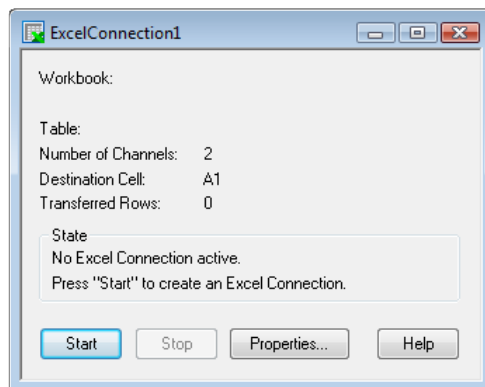 ExcelConnection1
Workbook:
Table:
Number of Channels: 2
Destination Cell: A1
Transferred Rows: 0
State
No Excel Connection active.
Press "Start" to create an Excel Connection.
Start Stop Properties... Help